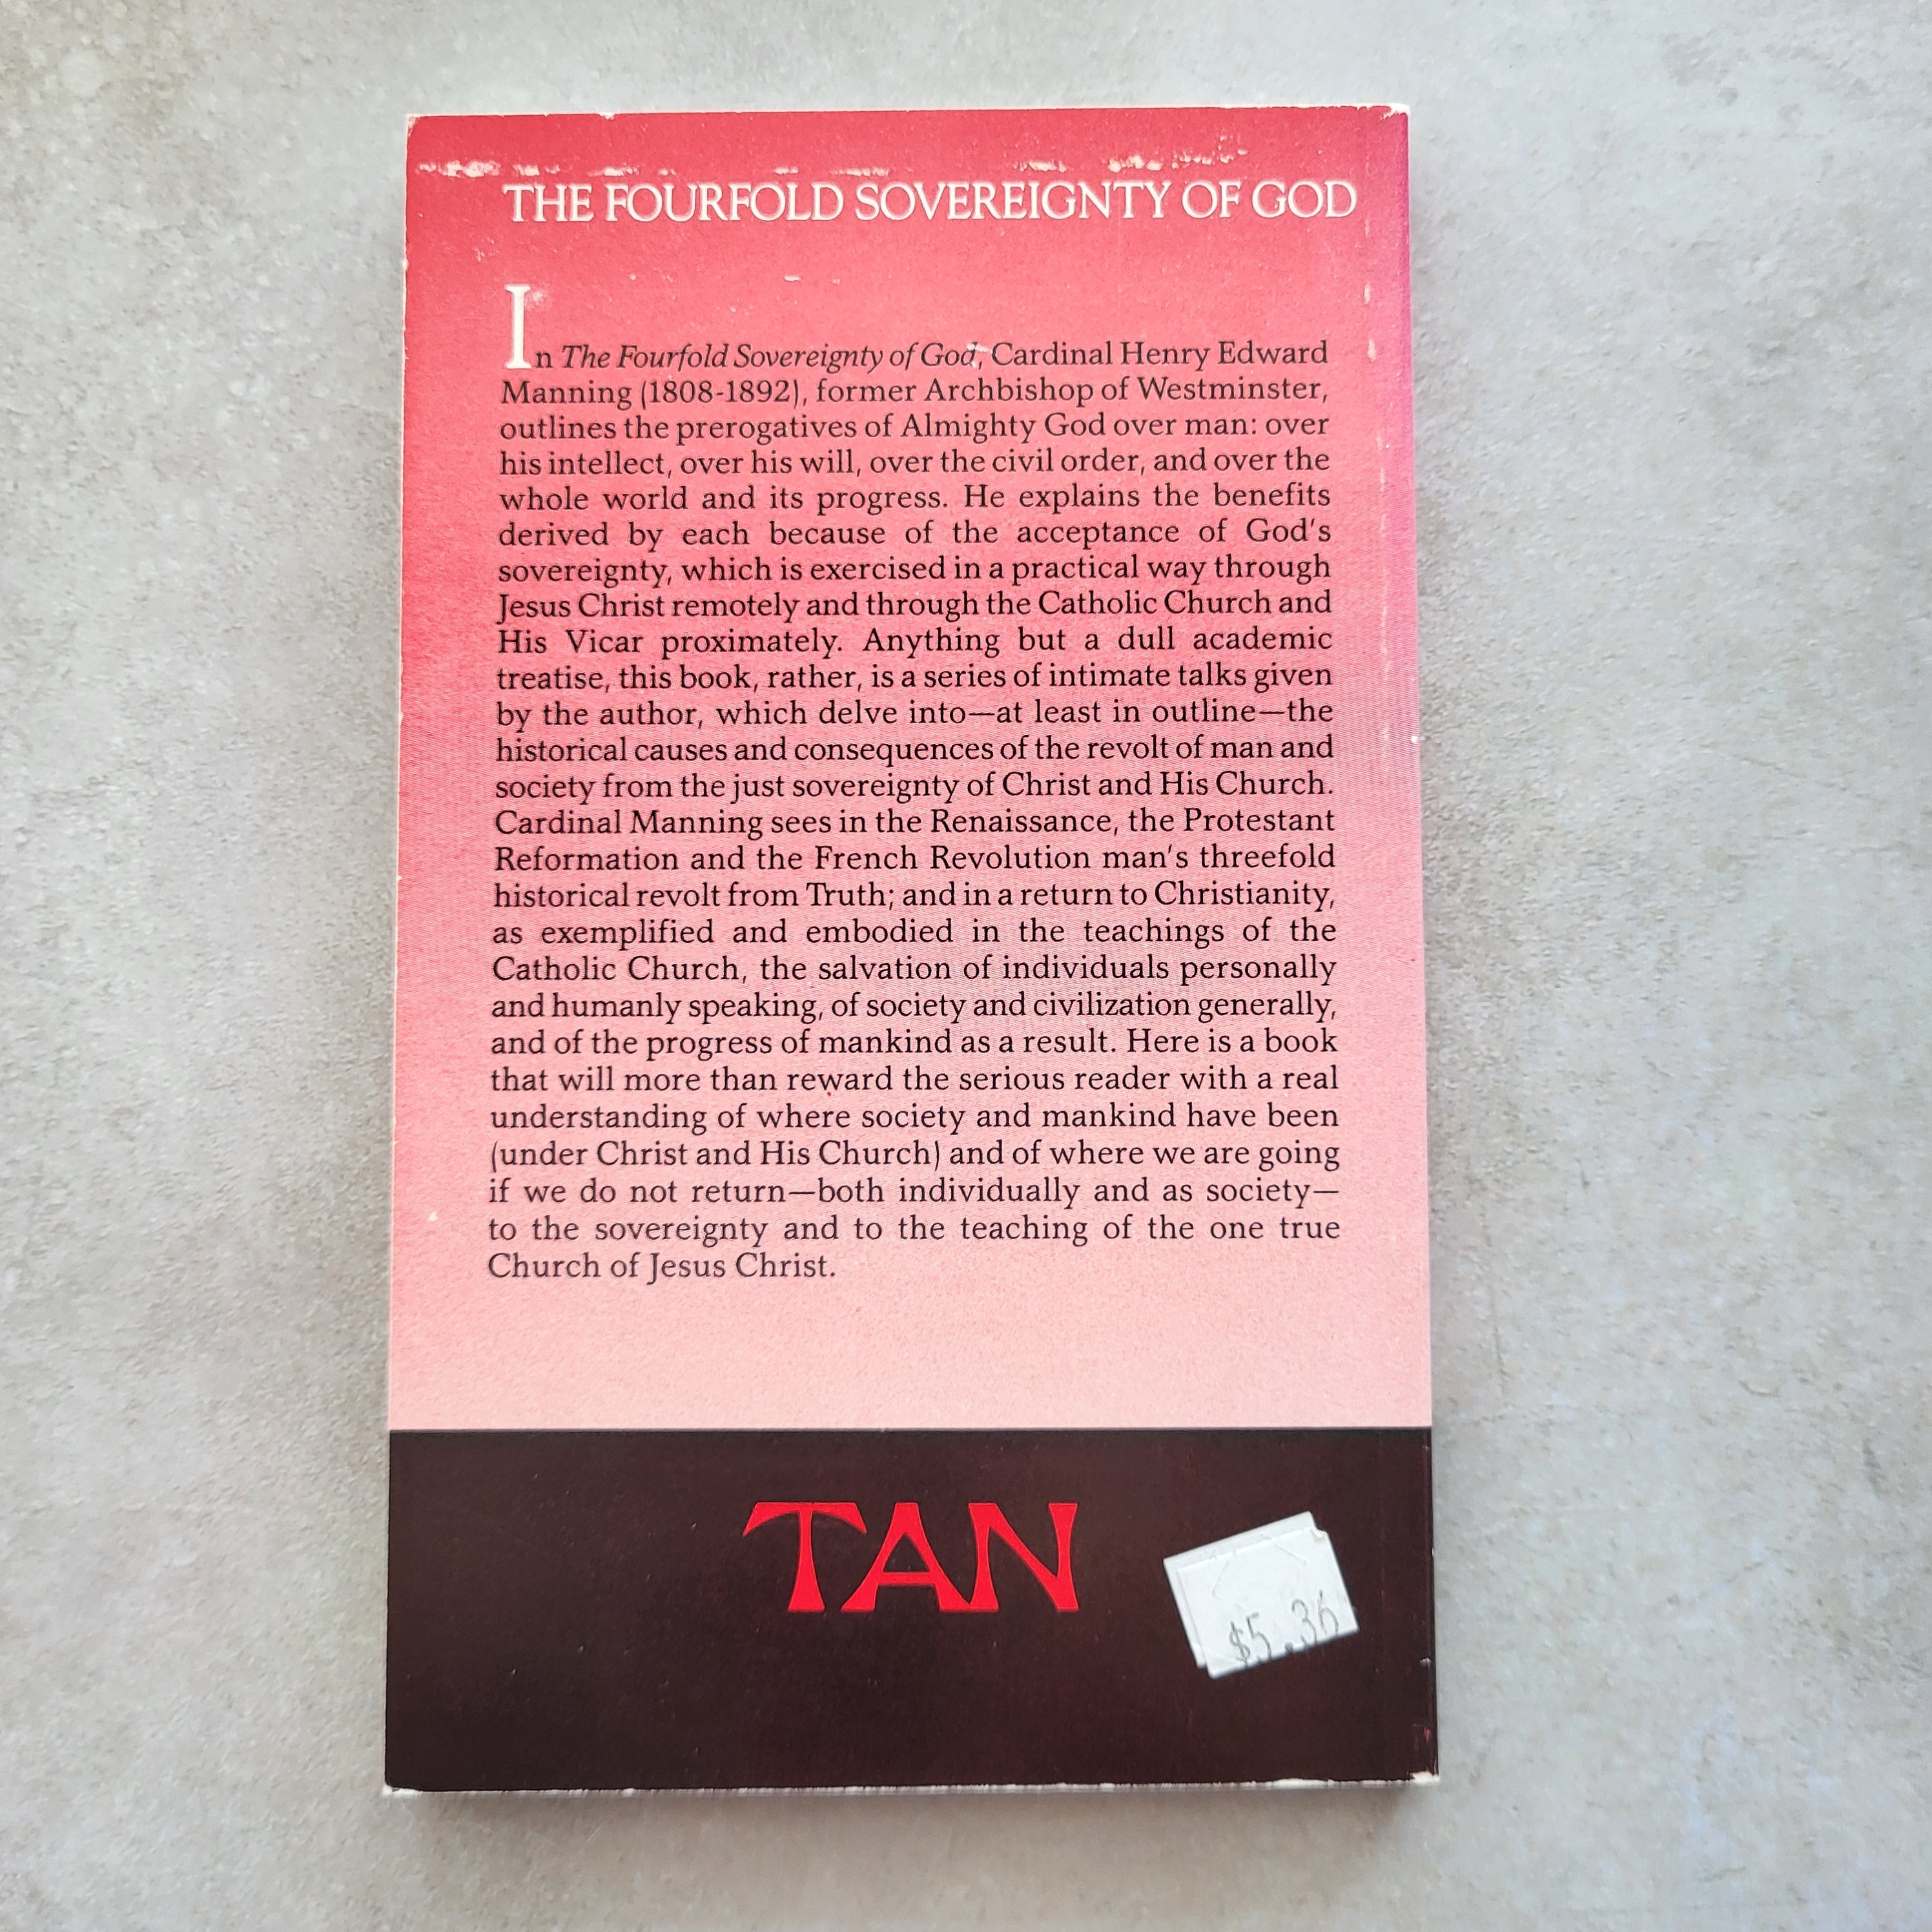 THE FOURFOLD SOVEREIGNTY OF GOD
In The Fourfold Sovereignty of God, Cardinal Henry Edward
Manning (1808-1892), former Archbishop of Westminster,
outlines the prerogatives of Almighty God over man: over
his intellect, over his will, over the civil order, and over the
whole world and its progress. He explains the benefits
derived by each because of the acceptance of God's
sovereignty, which is exercised in a practical way through
Jesus Christ remotely and through the Catholic Church and
His Vicar proximately. Anything but a dull academic
treatise, this book, rather, is a series of intimate talks given
by the author, which delve into—at least in outline—the
historical causes and consequences of the revolt of man and
society from the just sovereignty of Christ and His Church.
Cardinal Manning sees in the Renaissance, the Protestant
Reformation and the French Revolution man's threefold
historical revolt from Truth; and in a return to Christianity,
as exemplified and embodied in the teachings of the
Catholic Church, the salvation of individuals personally
and humanly speaking, of society and civilization generally,
and of the progress of mankind as a result. Here is a book
that will more than reward the serious reader with a real
understanding of where society and mankind have been
(under Christ and His Church) and of where we are going
if we do not return—both individually and as society—
to the sovereignty and to the teaching of the one true
Church of Jesus Christ.
TAN
$5.36